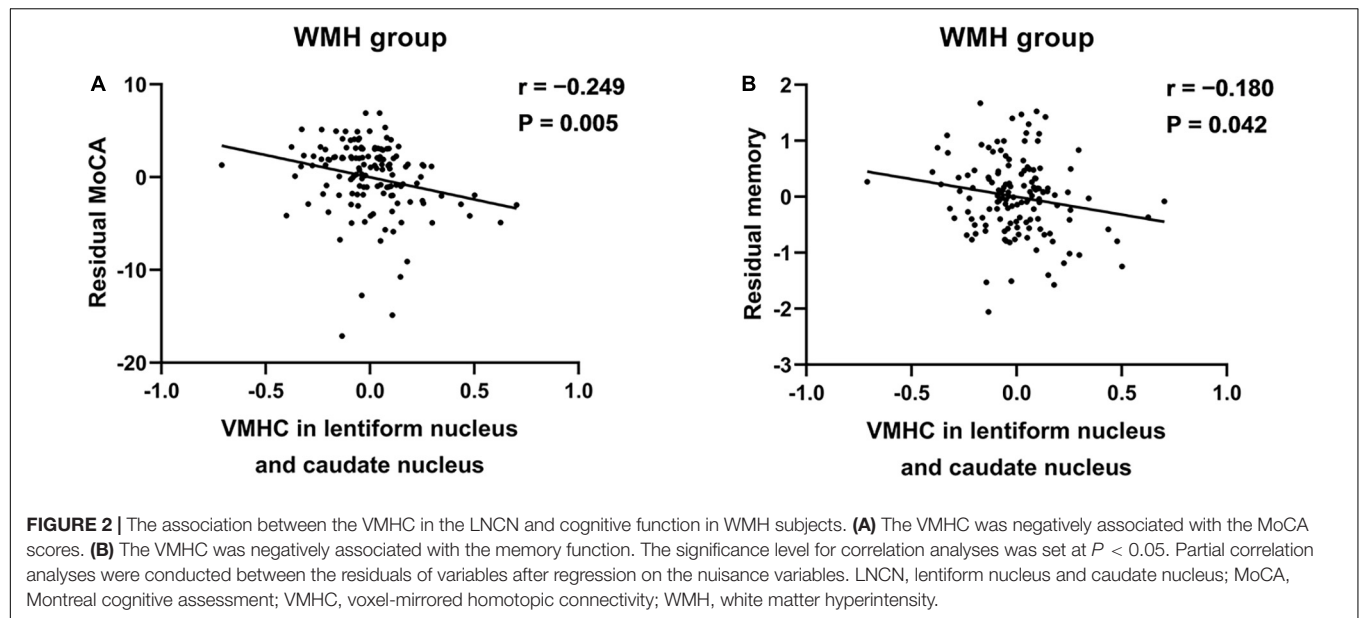 WMH group
A
r = −0.249
P = 0.005
10
0
-10
-20
Residual MoCA
-1.0 -0.5 0.0 0.5 1.0
VMHC in lentiform nucleus
and caudate nucleus
WMH group
B
r = −0.180
P = 0.042
2
1
0
-1
-2
-3
Residual memory
-1.0 -0.5 0.0 0.5 1.0
VMHC in lentiform nucleus
and caudate nucleus
FIGURE 2 | The association between the VMHC in the LNCN and cognitive function in WMH subjects. (A) The VMHC was negatively associated with the MoCA
scores. (B) The VMHC was negatively associated with the memory function. The significance level for correlation analyses was set at P < 0.05. Partial correlation
analyses were conducted between the residuals of variables after regression on the nuisance variables. LNCN, lentiform nucleus and caudate nucleus; MoCA,
Montreal cognitive assessment; VMHC, voxel-mirrored homotopic connectivity; WMH, white matter hyperintensity.